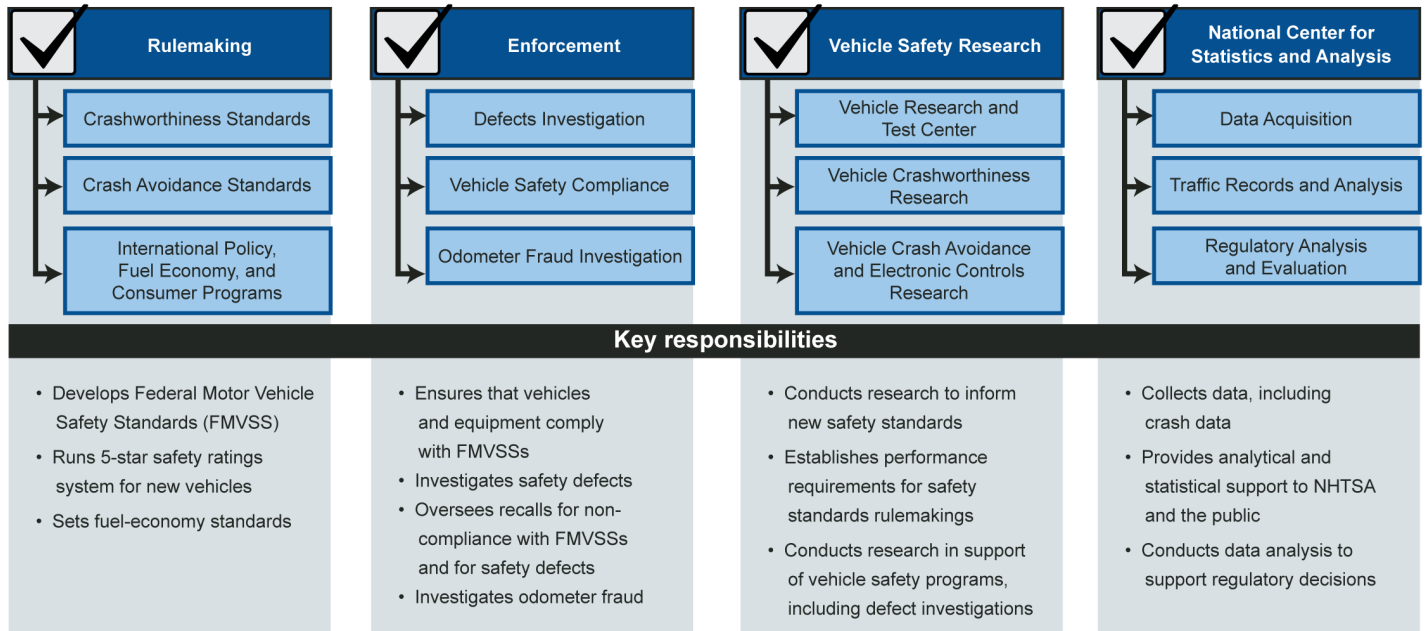 Rulemaking
Crashworthiness Standards
Crash Avoidance Standards
International Policy,
Fuel Economy, and
Consumer Programs
Enforcement
Defects Investigation
Vehicle Safety Compliance
Odometer Fraud Investigation
Vehicle Safety Research
Vehicle Research and
Test Center
Vehicle Crashworthiness
Research
Vehicle Crash Avoidance
and Electronic Controls
Research
National Center for
Statistics and Analysis
Data Acquisition
Traffic Records and Analysis
Regulatory Analysis
and Evaluation
Key responsibilities
• Develops Federal Motor Vehicle
Safety Standards (FMVSS)
• Runs 5-star safety ratings
system for new vehicles
• Sets fuel-economy standards
• Ensures that vehicles
and equipment comply
with FMVSSs
• Investigates safety defects
• Oversees recalls for non-
compliance with FMVSSs
and for safety defects
• Investigates odometer fraud
• Conducts research to inform
new safety standards
• Establishes performance
requirements for safety
standards rulemakings
• Conducts research in support
of vehicle safety programs,
including defect investigations
• Collects data, including
crash data
• Provides analytical and
statistical support to NHTSA
and the public
• Conducts data analysis to
support regulatory decisions